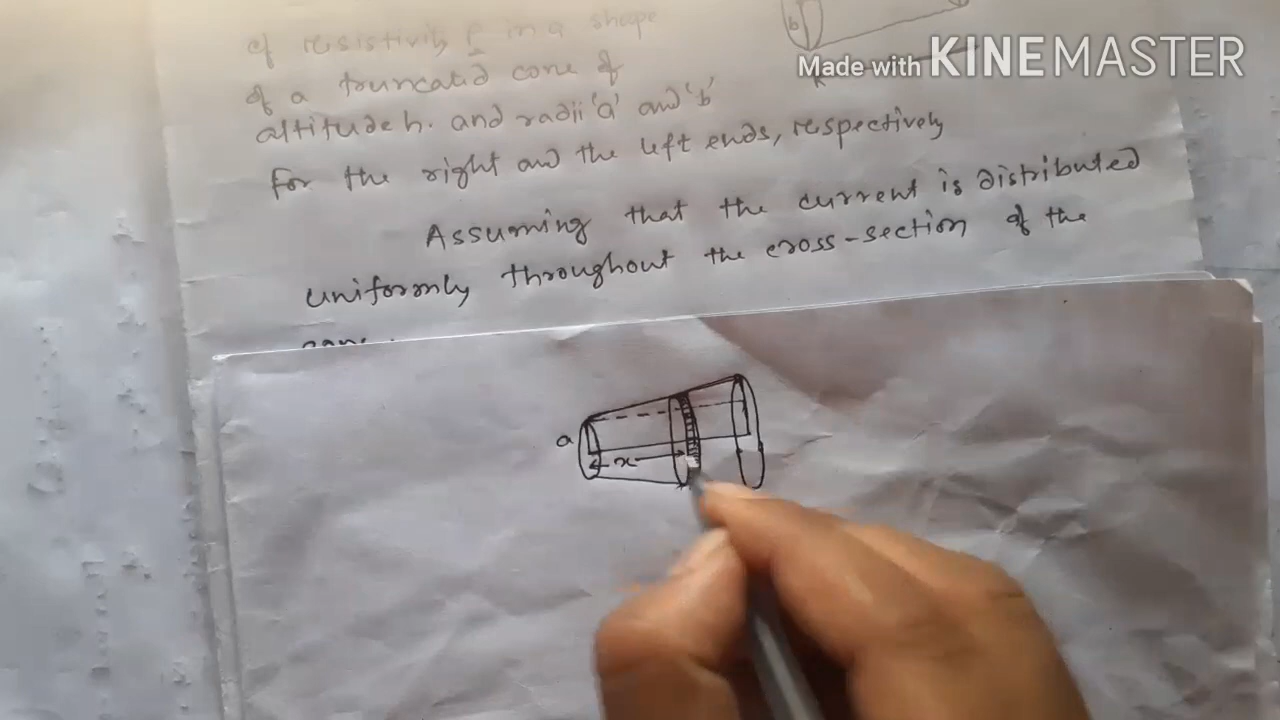 of resistivity ρ in a shape
of a truncated cone of
altitude h. and radii 'a' and 'b'
for the right and the left ends, respectively
Assuming that the current is distributed
uniformly throughout the cross-section of the
b
Made with KINEMASTER
a
x